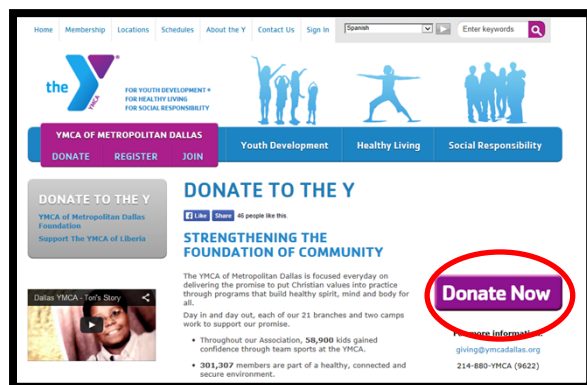 Home Membership Locations Schedules About the Y Contact Us Sign In Spanish Enter keywords
the
YMCA
FOR YOUTH DEVELOPMENT®
FOR HEALTHY LIVING
FOR SOCIAL RESPONSIBILITY
YMCA OF METROPOLITAN DALLAS
DONATE REGISTER JOIN
Youth Development Healthy Living Social Responsibility
DONATE TO THE Y
YMCA of Metropolitan Dallas
Foundation
Support The YMCA of Liberia
Dallas YMCA - Tori's Story
DONATE TO THE Y
Like Share 46 people like this.
STRENGTHENING THE
FOUNDATION OF COMMUNITY
The YMCA of Metropolitan Dallas is focused everyday on
delivering the promise to put Christian values into practice
through programs that build healthy spirit, mind and body for
all.
Day in and day out, each of our 21 branches and two camps
work to support our promise.
• Throughout our Association, 58,900 kids gained
confidence through team sports at the YMCA.
• 301,307 members are part of a healthy, connected and
secure environment.
Donate Now
For more information:
giving@ymcadallas.org
214-880-YMCA (9622)